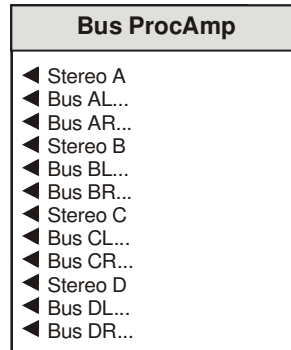 Bus ProcAmp
Stereo A
Bus AL...
Bus AR...
Stereo B
Bus BL...
Bus BR...
Stereo C
Bus CL...
Bus CR...
Stereo D
Bus DL...
Bus DR...